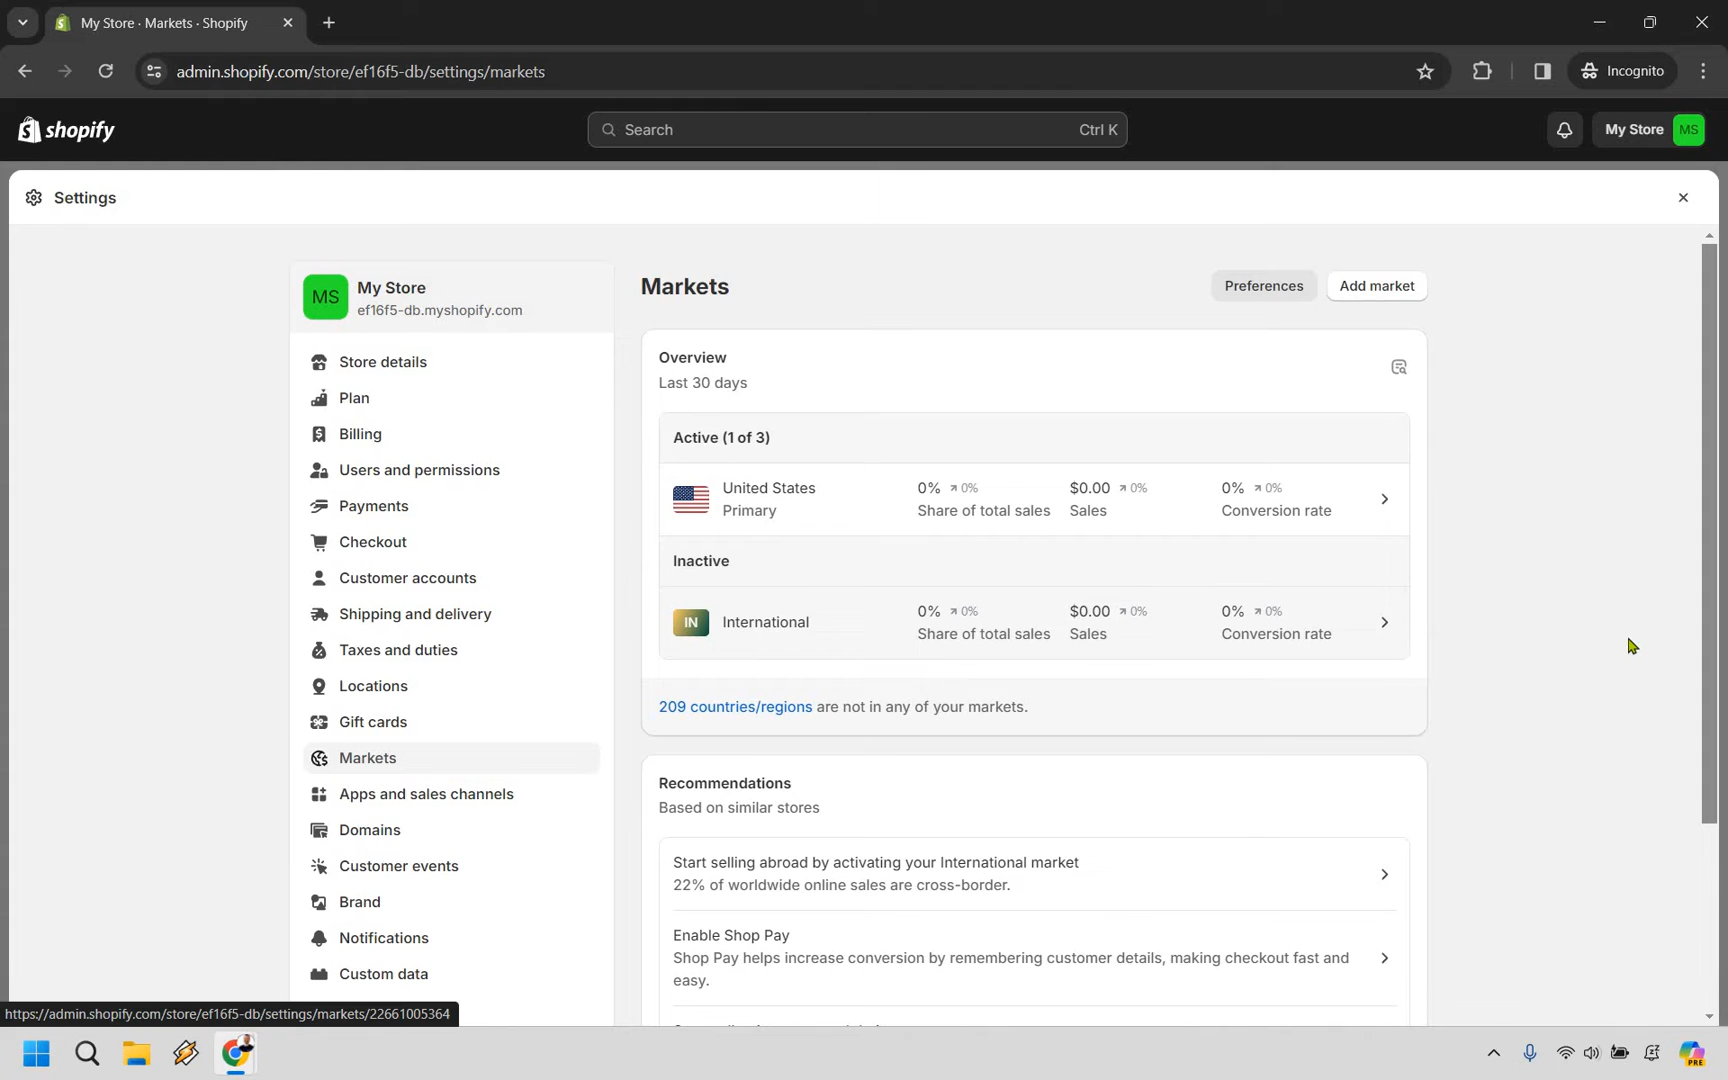 My Store · Markets · Shopify
admin.shopify.com/store/ef16f5-db/settings/markets
Incognito
shopify
Search
Ctrl K
My Store
MS
Settings
MS
My Store
ef16f5-db.myshopify.com
Store details
Plan
Billing
Users and permissions
Payments
Checkout
Customer accounts
Shipping and delivery
Taxes and duties
Locations
Gift cards
Markets
Apps and sales channels
Domains
Customer events
Brand
Notifications
Custom data
Markets
Preferences
Add market
Overview
Last 30 days
Active (1 of 3)
United States
Primary
0% ↗ 0%
Share of total sales
$0.00 ↗ 0%
Sales
0% ↗ 0%
Conversion rate
Inactive
IN
International
0% ↗ 0%
Share of total sales
$0.00 ↗ 0%
Sales
0% ↗ 0%
Conversion rate
209 countries/regions are not in any of your markets.
Recommendations
Based on similar stores
Start selling abroad by activating your International market
22% of worldwide online sales are cross-border.
Enable Shop Pay
Shop Pay helps increase conversion by remembering customer details, making checkout fast and
easy.
https://admin.shopify.com/store/ef16f5-db/settings/markets/22661005364
PRE